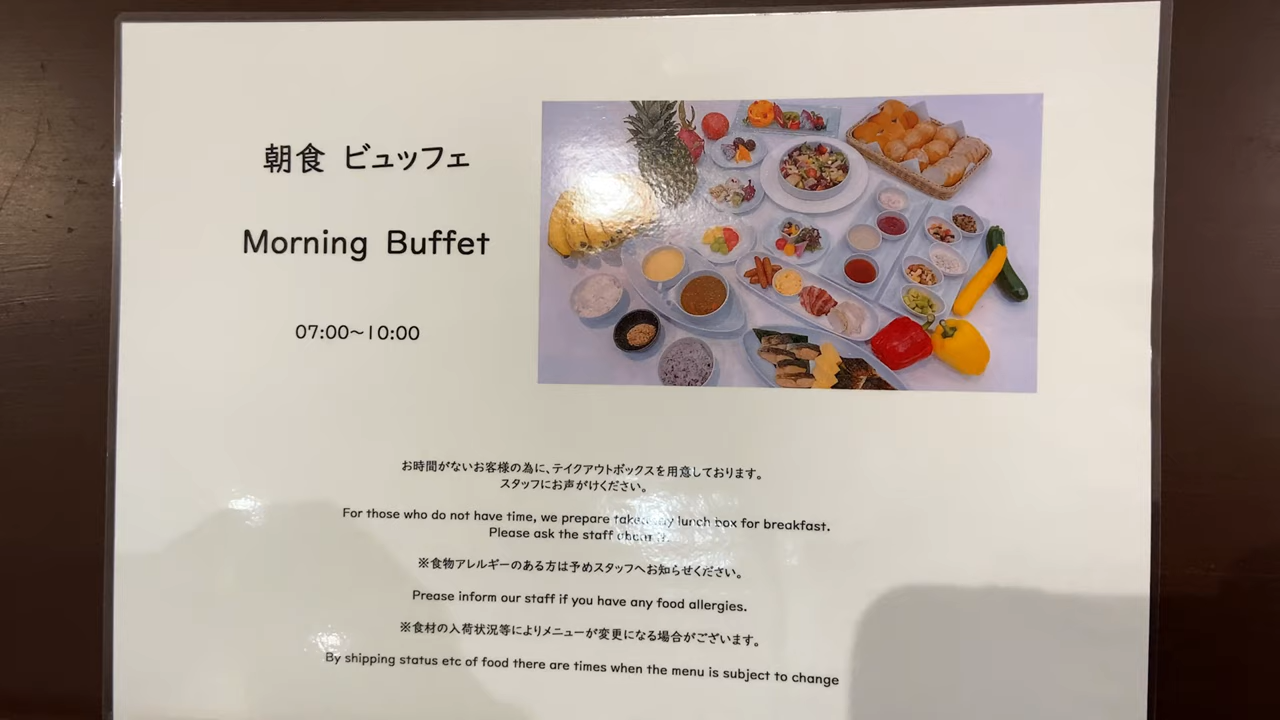 朝食 ビュッフェ
Morning Buffet
07:00〜10:00
お時間がないお客様の為に、テイクアウトボックスを用意しております。
スタッフにお声がけください。
For those who do not have time, we prepare takeaway lunch box for breakfast.
Please ask the staff about it.
※食物アレルギーのある方は予めスタッフへお知らせください。
Prease inform our staff if you have any food allergies.
※食材の入荷状況等によりメニューが変更になる場合がございます。
By shipping status etc of food there are times when the menu is subject to change